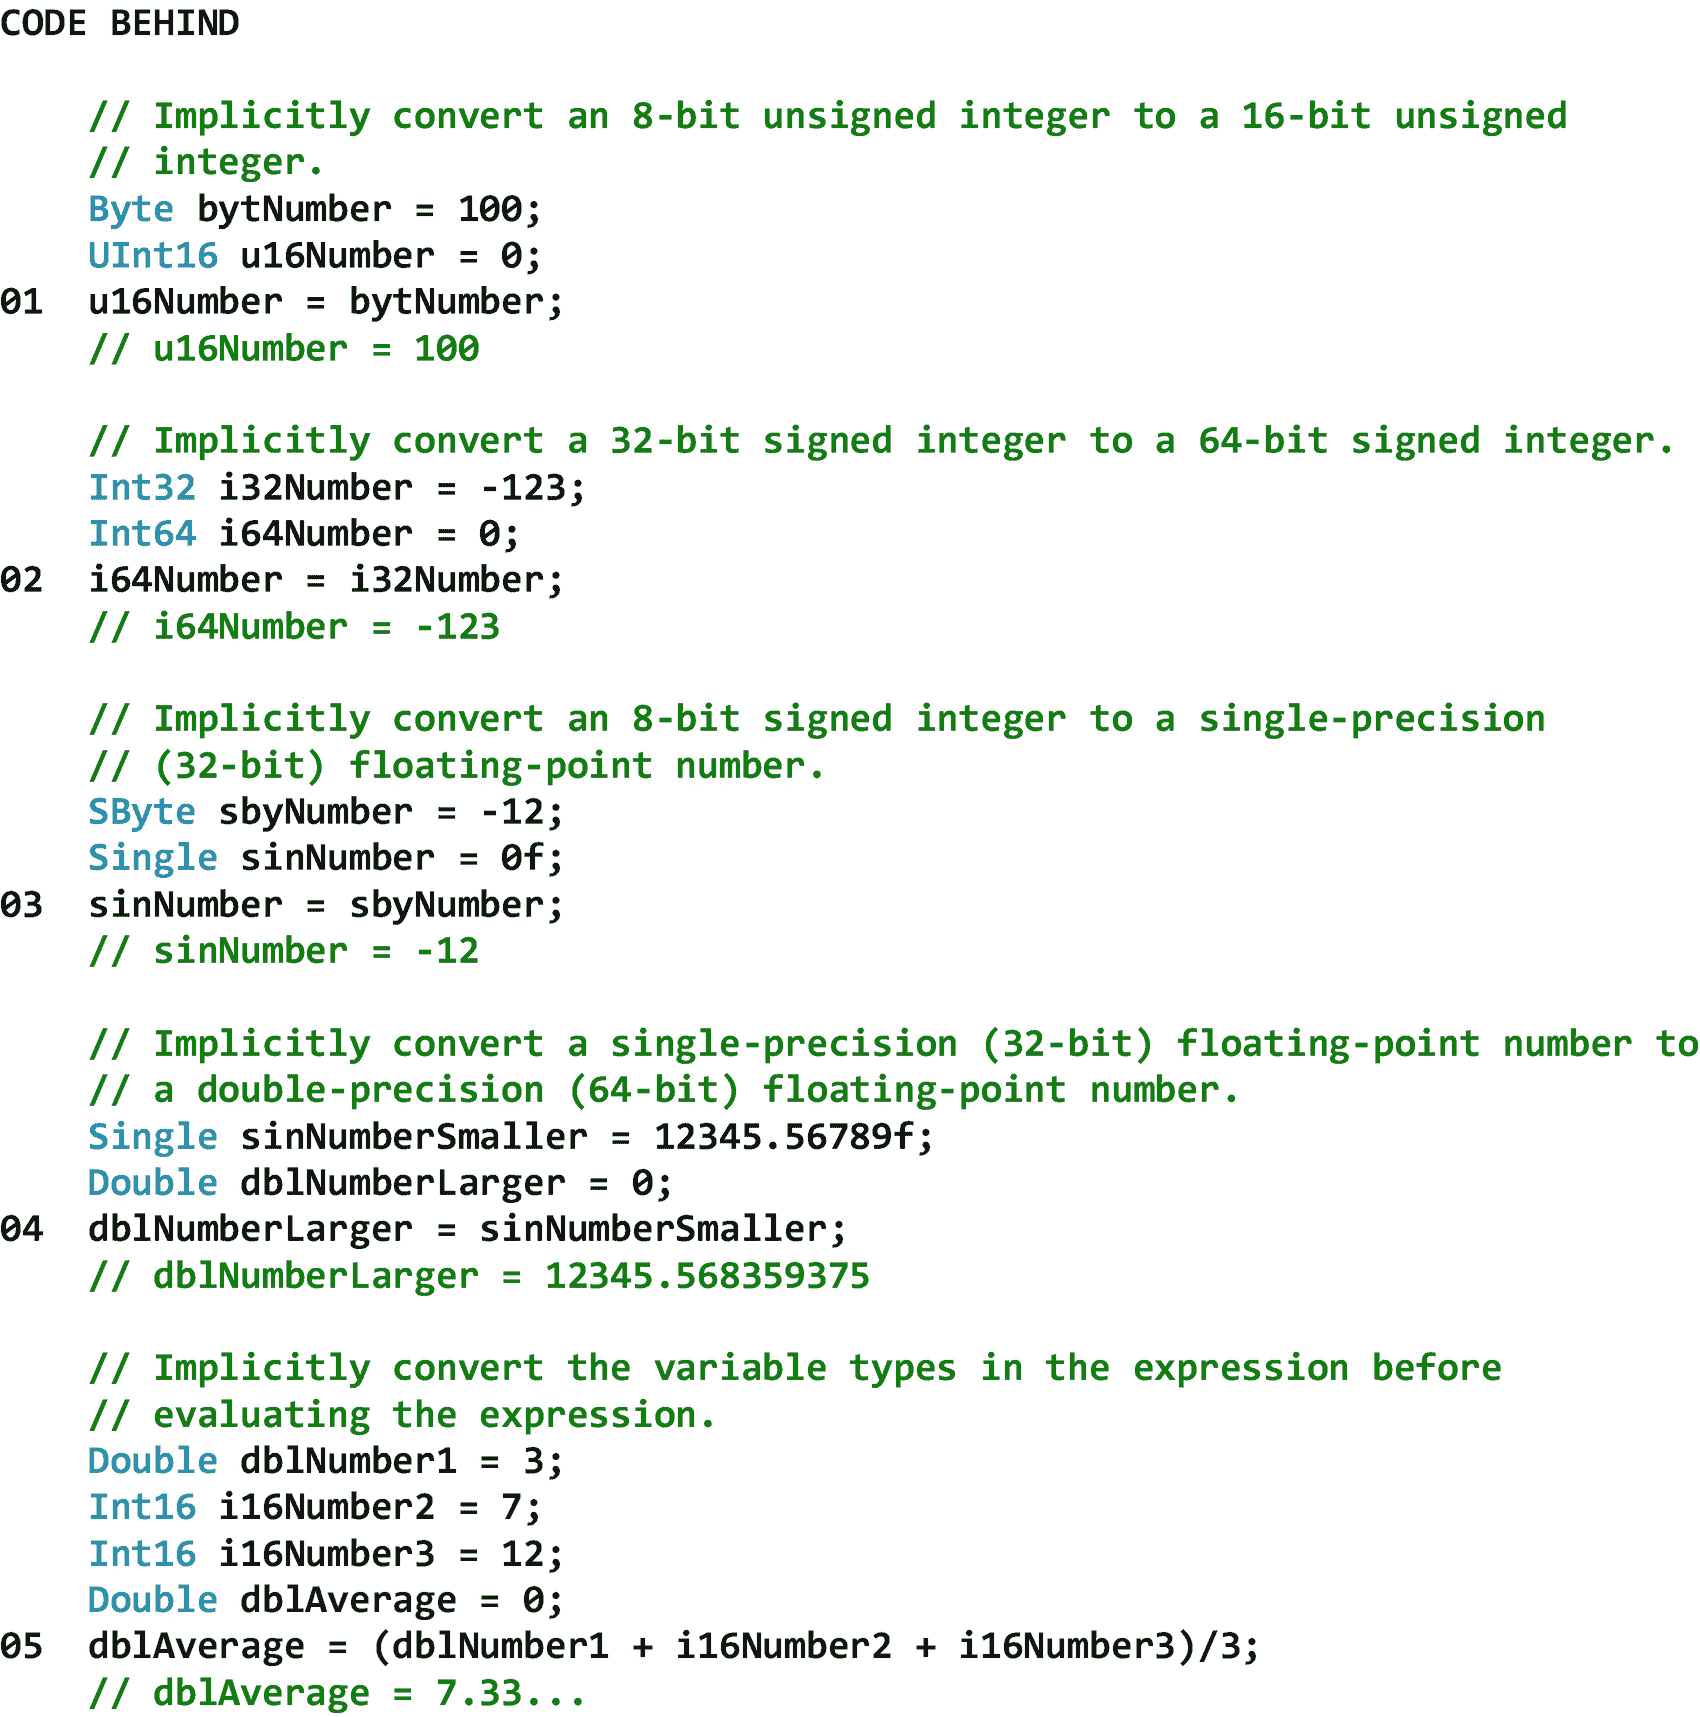 CODE BEHIND
// Implicitly convert an 8-bit unsigned integer to a 16-bit unsigned
// integer.
Byte bytNumber = 100;
UInt16 u16Number = 0;
01 u16Number = bytNumber;
// u16Number = 100
// Implicitly convert a 32-bit signed integer to a 64-bit signed integer.
Int32 i32Number = -123;
Int64 i64Number = 0;
02 i64Number = i32Number;
// i64Number = -123
// Implicitly convert an 8-bit signed integer to a single-precision
// (32-bit) floating-point number.
SByte sbyNumber = -12;
Single sinNumber = 0f;
03 sinNumber = sbyNumber;
// sinNumber = -12
// Implicitly convert a single-precision (32-bit) floating-point number to
// a double-precision (64-bit) floating-point number.
Single sinNumberSmaller = 12345.56789f;
Double dblNumberLarger = 0;
04 dblNumberLarger = sinNumberSmaller;
// dblNumberLarger = 12345.568359375
// Implicitly convert the variable types in the expression before
// evaluating the expression.
Double dblNumber1 = 3;
Int16 i16Number2 = 7;
Int16 i16Number3 = 12;
Double dblAverage = 0;
05 dblAverage = (dblNumber1 + i16Number2 + i16Number3)/3;
// dblAverage = 7.33...